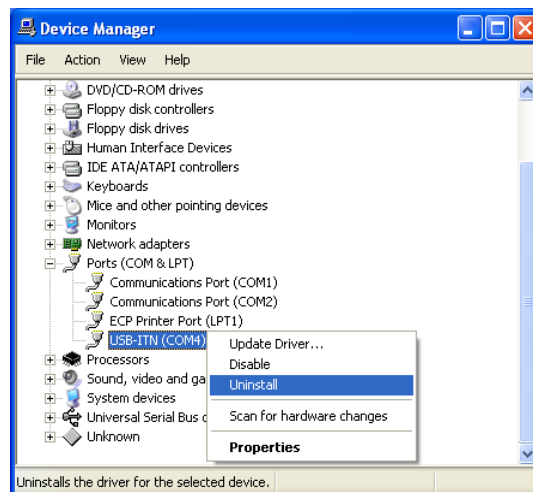 Device Manager
File Action View Help
DVD/CD-ROM drives
Floppy disk controllers
Floppy disk drives
Human Interface Devices
IDE ATA/ATAPI controllers
Keyboards
Mice and other pointing devices
Monitors
Network adapters
Ports (COM & LPT)
Communications Port (COM1)
Communications Port (COM2)
ECP Printer Port (LPT1)
USB-ITN (COM4)
Processors
Sound, video and ga
System devices
Universal Serial Bus c
Unknown
Update Driver...
Disable
Uninstall
Scan for hardware changes
Properties
Uninstalls the driver for the selected device.